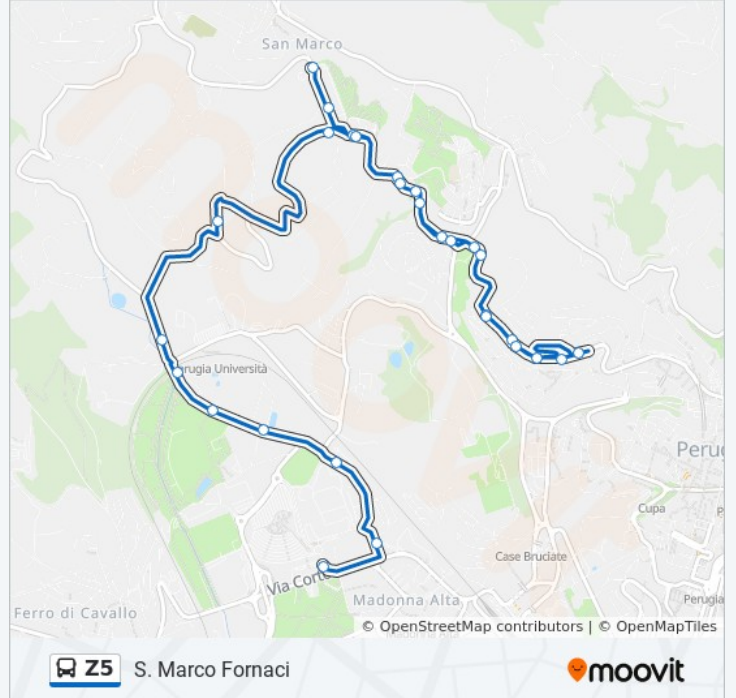 San Marco
Perugia Università
Perug
Cupa
P
Case Bruciate
Via Corto
Madonna Alta
Perugia
Ferro di Cavallo
© OpenStreetMap contributors | © OpenMapTiles
Z5 S. Marco Fornaci
moovit